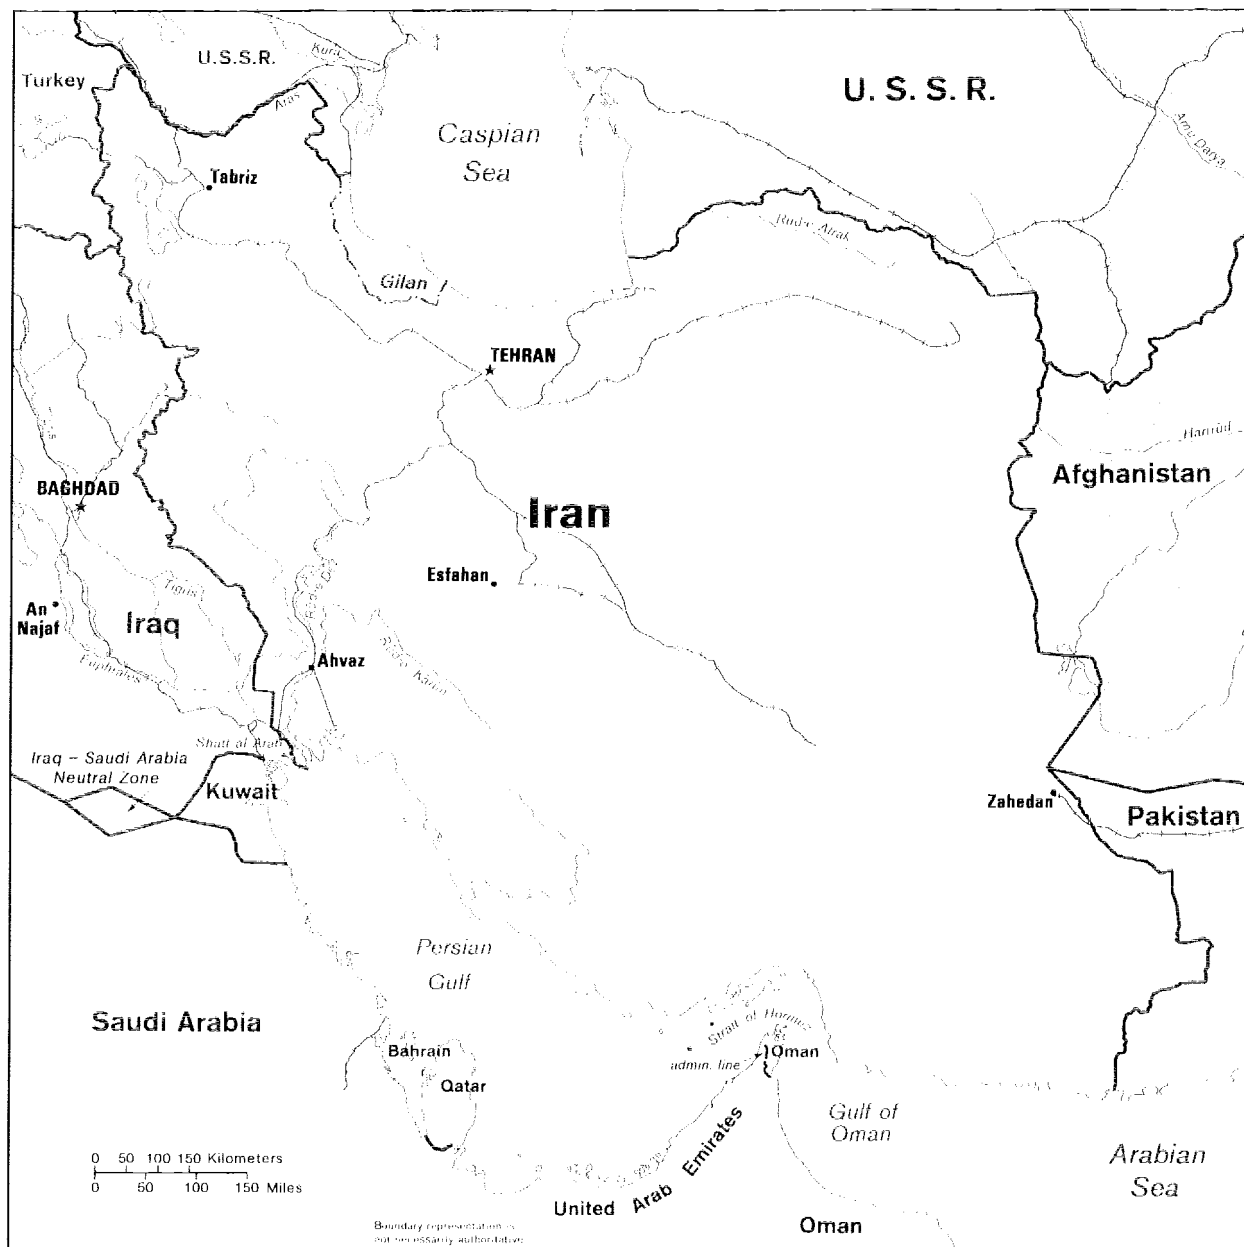 U.S.S.R.
Kura
Turkey
U. S. S. R.
Aras
Caspian
Sea
Amu Darya
Tabriz
Rud-e Atrak
Gilan
TEHRAN
Harirud
Afghanistan
BAGHDAD
Iran
Esfahan
Tigris
An
Najaf
Iraq
Euphrates
Ahvaz
Shatt al Arab
Iraq – Saudi Arabia
Neutral Zone
Kuwait
Zahedan
Pakistan
Persian
Gulf
Saudi Arabia
Strait of Hormuz
Bahrain
Oman
admin. line
Qatar
Gulf of
Oman
Arabian
Sea
0 50 100 150 Kilometers
0 50 100 150 Miles
United Arab Emirates
Oman
Boundary representation is
not necessarily authoritative